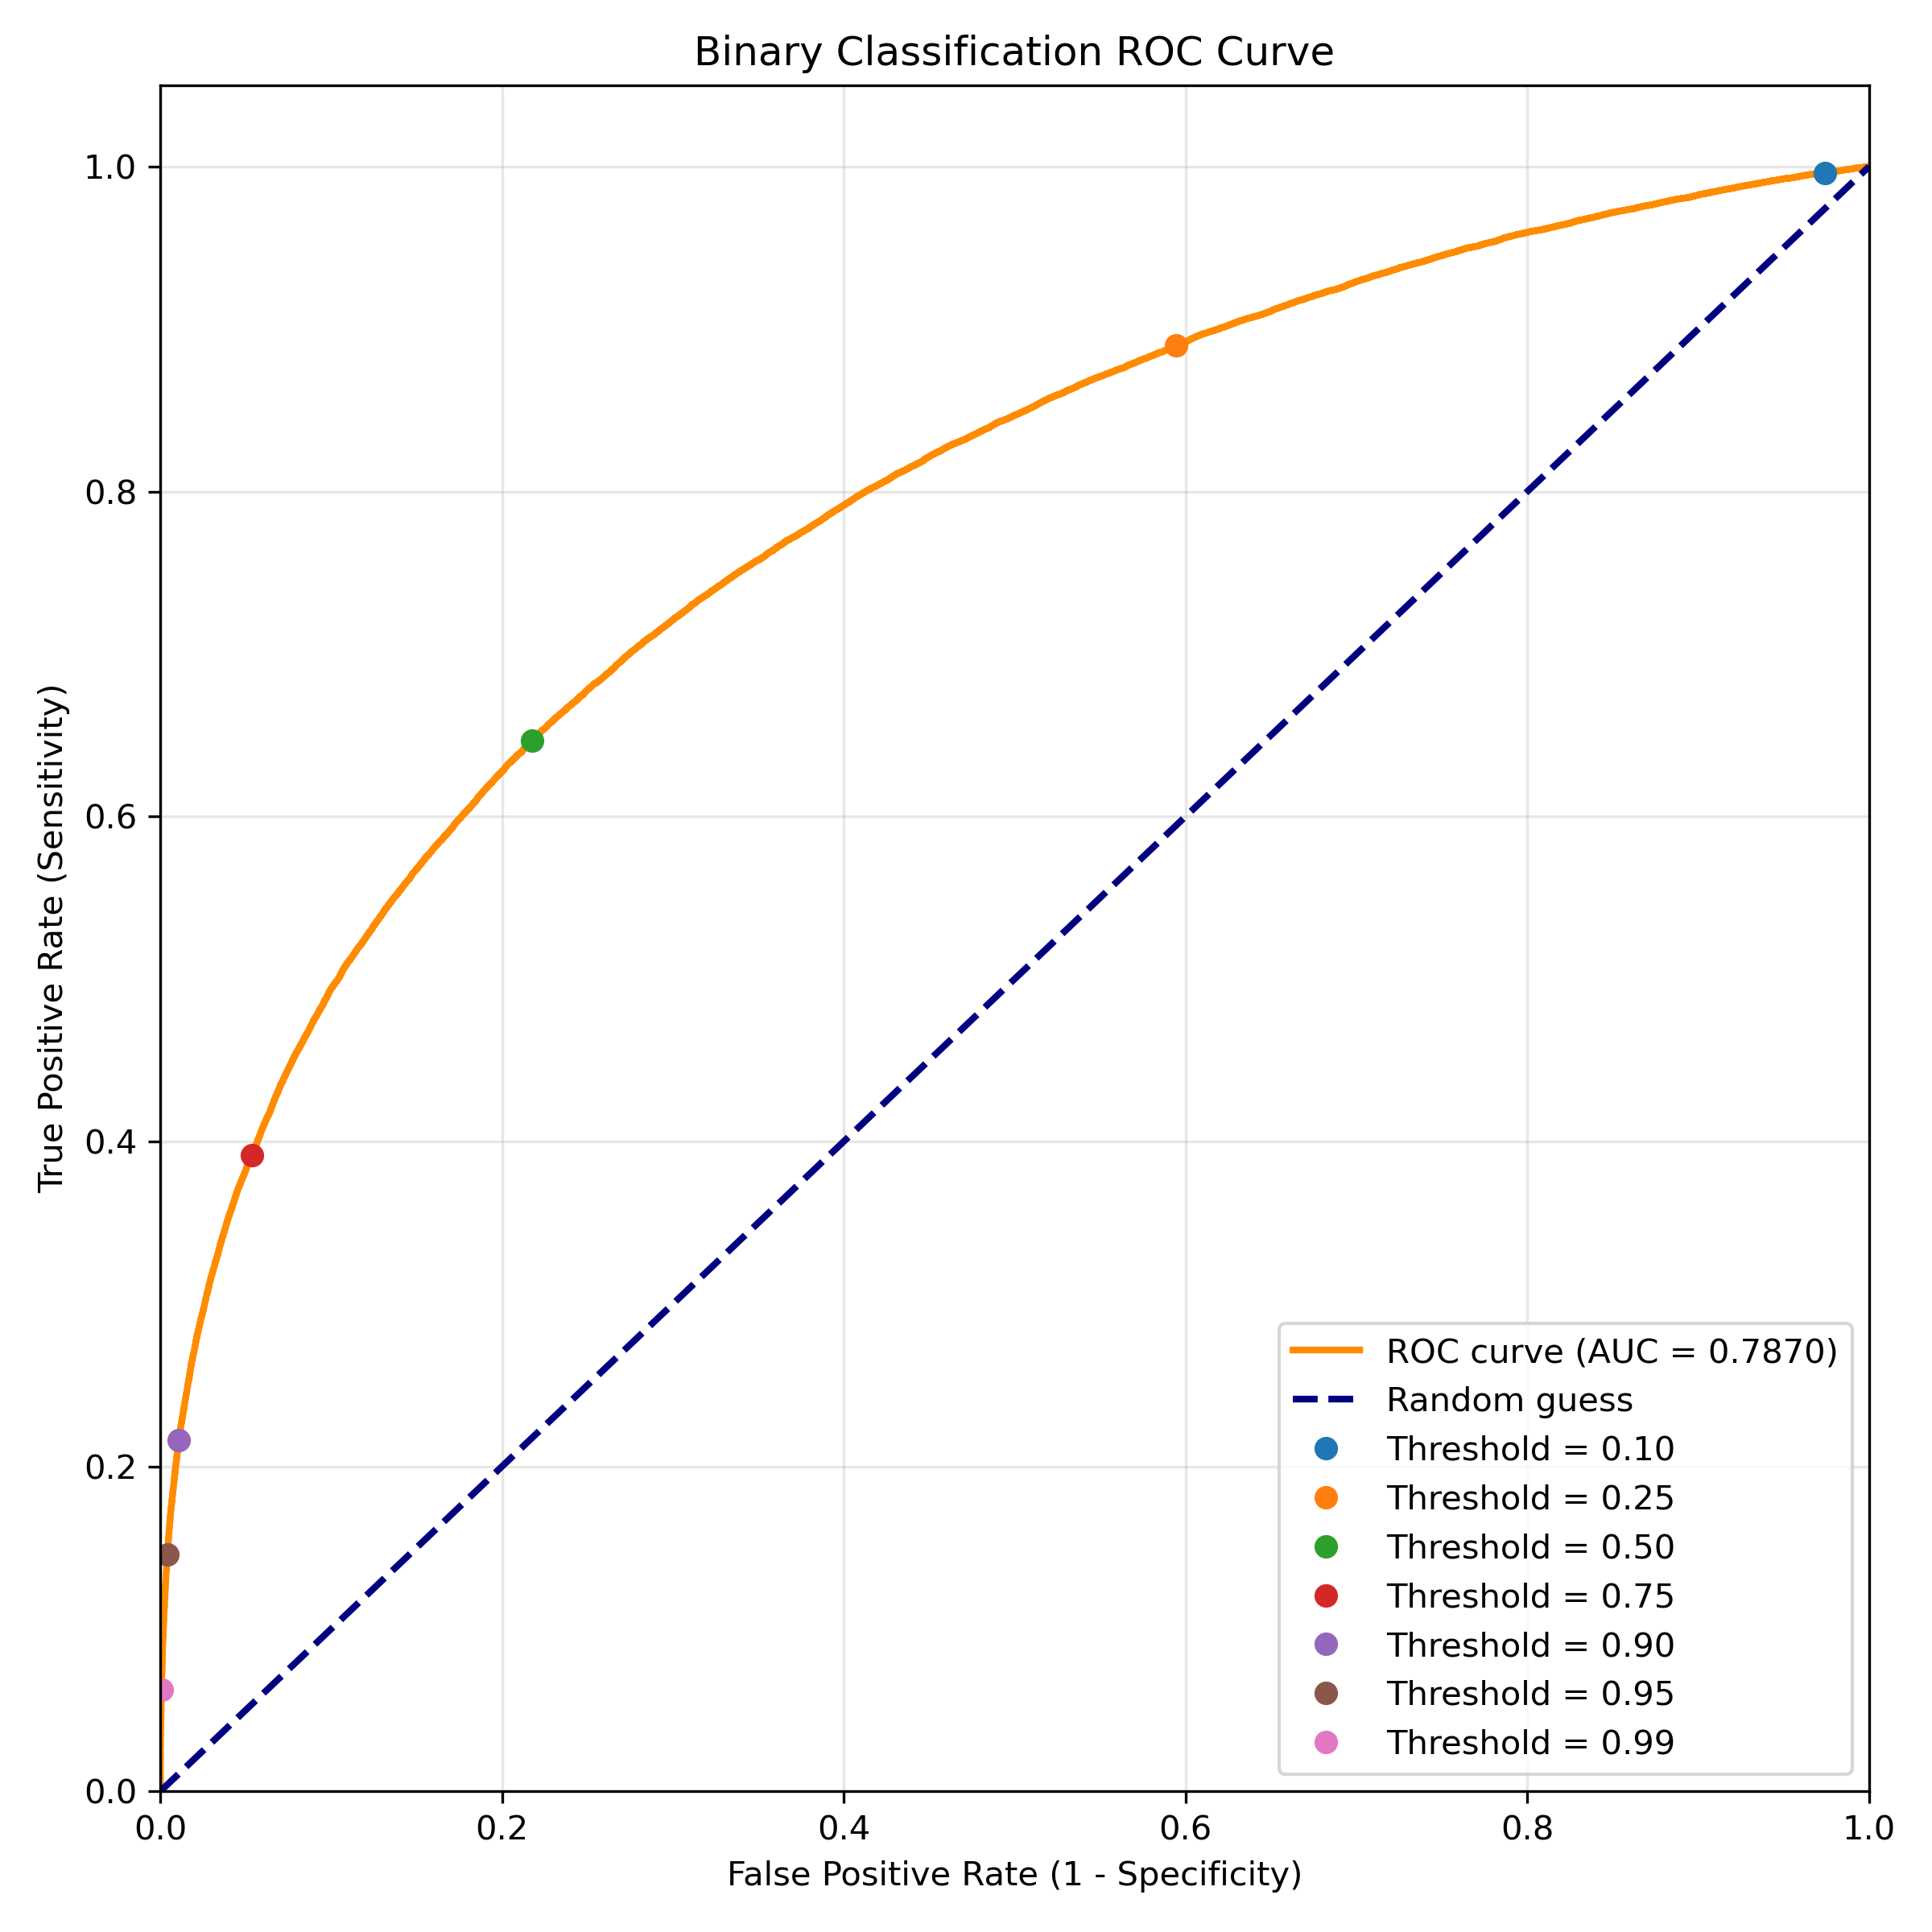 Binary Classification ROC Curve
True Positive Rate (Sensitivity)
1.0
0.8
0.6
0.4
0.2
0.0
0.0 0.2 0.4 0.6 0.8 1.0
False Positive Rate (1 - Specificity)
ROC curve (AUC = 0.7870)
Random guess
Threshold = 0.10
Threshold = 0.25
Threshold = 0.50
Threshold = 0.75
Threshold = 0.90
Threshold = 0.95
Threshold = 0.99